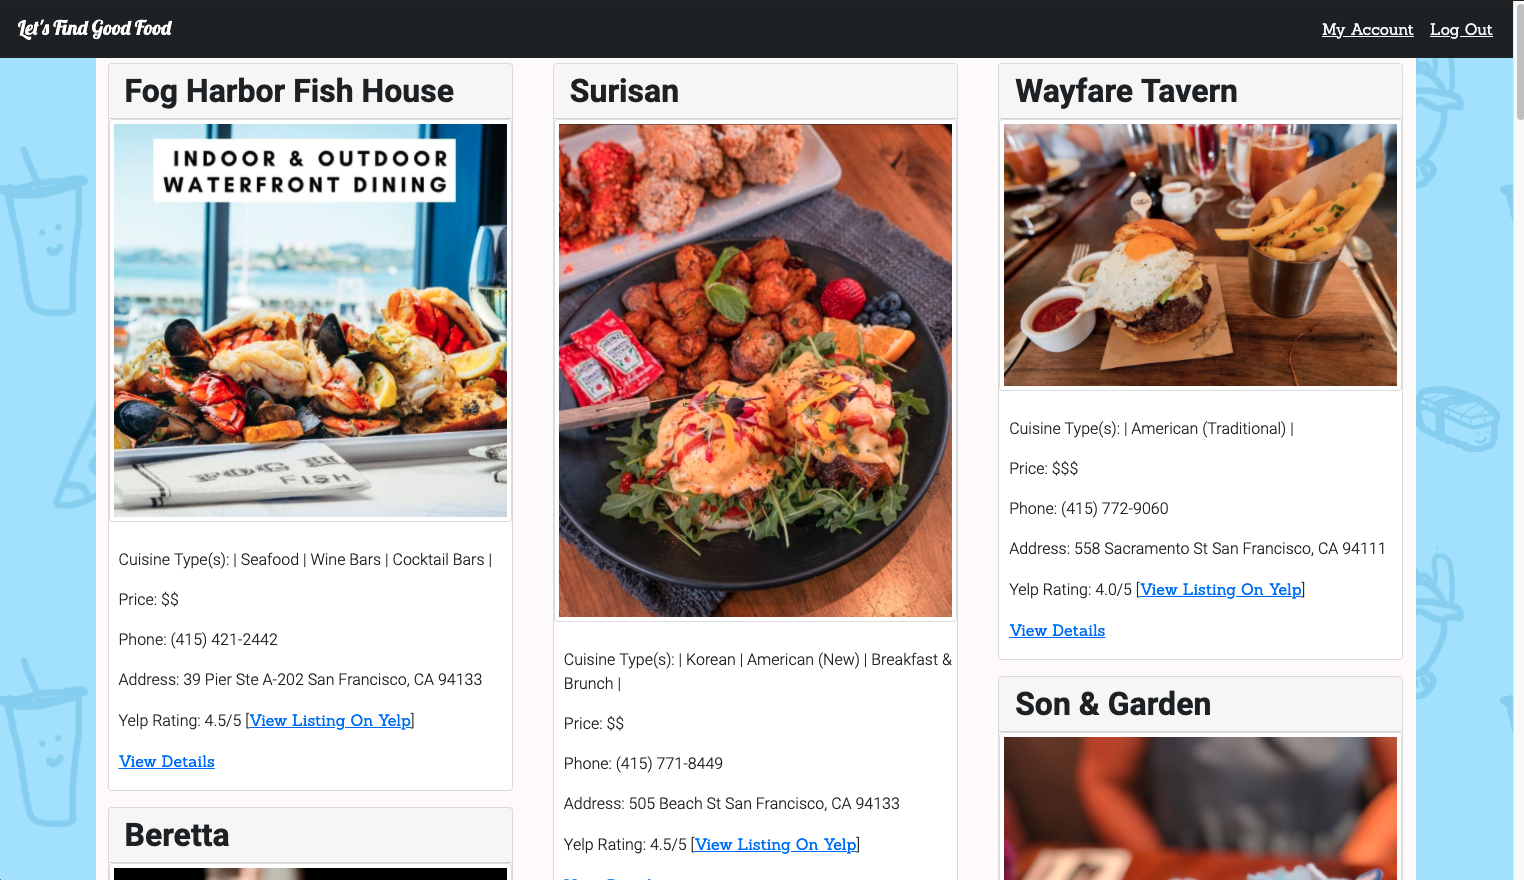 Let's Find Good Food
My Account
Log Out
Fog Harbor Fish House
INDOOR & OUTDOOR
WATERFRONT DINING
FOG H
FISH
Cuisine Type(s): | Seafood | Wine Bars | Cocktail Bars |
Price: $$
Phone: (415) 421-2442
Address: 39 Pier Ste A-202 San Francisco, CA 94133
Yelp Rating: 4.5/5 [View Listing On Yelp]
View Details
Beretta
Surisan
HEINZ
HEINZ
Cuisine Type(s): | Korean | American (New) | Breakfast &
Brunch |
Price: $$
Phone: (415) 771-8449
Address: 505 Beach St San Francisco, CA 94133
Yelp Rating: 4.5/5 [View Listing On Yelp]
Wayfare Tavern
Cuisine Type(s): | American (Traditional) |
Price: $$$
Phone: (415) 772-9060
Address: 558 Sacramento St San Francisco, CA 94111
Yelp Rating: 4.0/5 [View Listing On Yelp]
View Details
Son & Garden